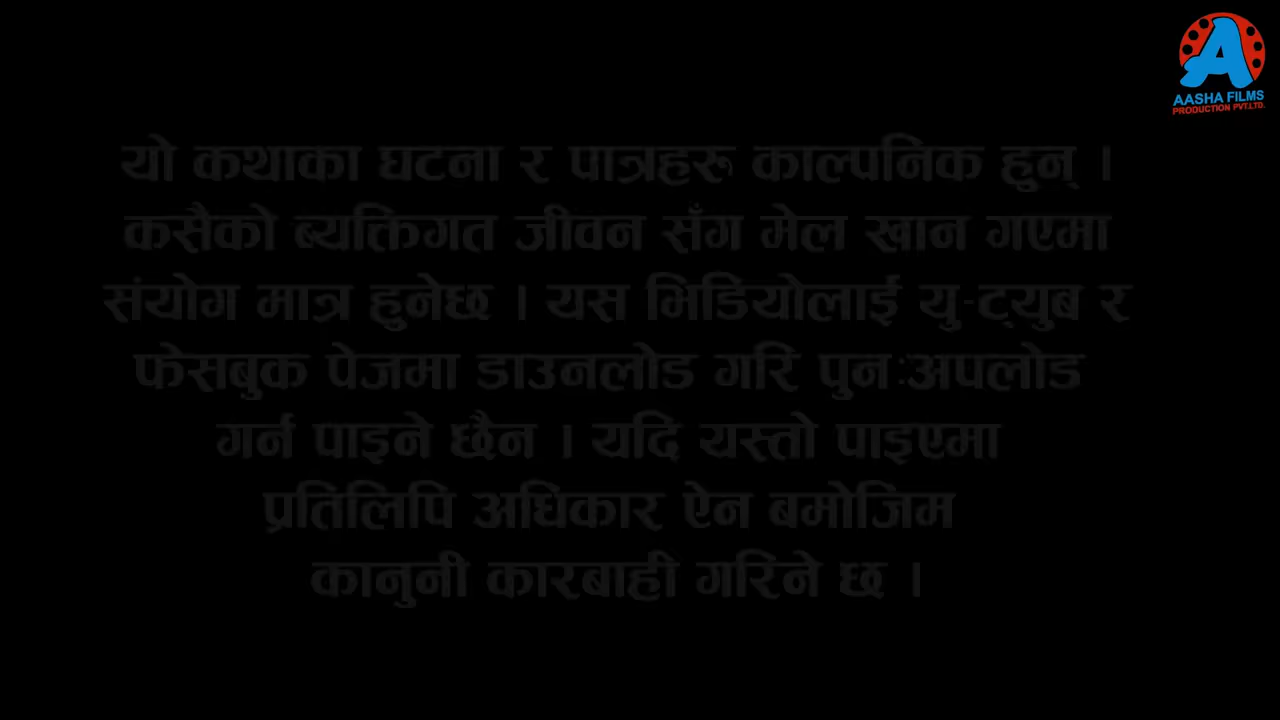 AASHA FILMS
PRODUCTION PVT.LTD.
यो कथाका घटना र पात्रहरु काल्पनिक हुन् ।
कसैको ब्यक्तिगत जीवन सँग मेल खान गएमा
संयोग मात्र हुनेछ । यस भिडियोलाई यु-ट्युब र
फेसबुक पेजमा डाउनलोड गरि पुनःअपलोड
गर्न पाइने छैन । यदि यस्तो पाइएमा
प्रतिलिपि अधिकार ऐन बमोजिम
कानुनी कारबाही गरिने छ ।